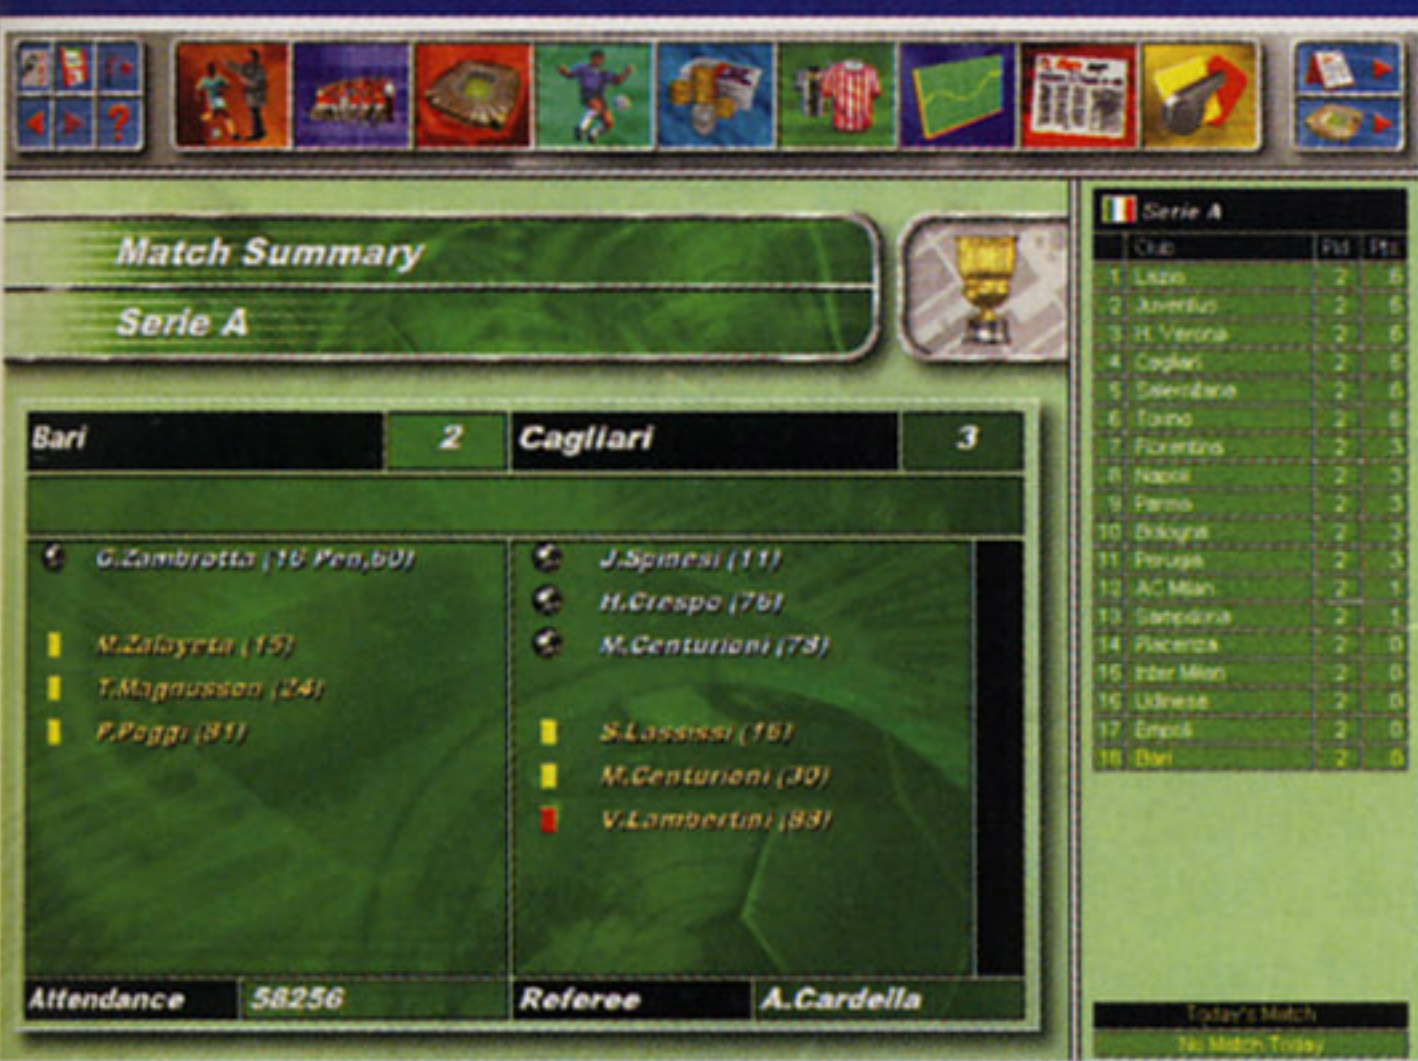 Match Summary
Serie A
Bari 2 Cagliari 3
G.Zambrotta (16 Pen,60) J.Spinesi (11)
H.Crespo (76)
M.Zalayeta (15) M.Centurioni (78)
T.Magnusson (24)
P.Poggi (81) S.Lassissi (16)
M.Centurioni (30)
V.Lambertini (88)
Attendance 58256 Referee A.Cardella
Serie A
Club Pld Pts
1 Lazio 2 6
2 Juventus 2 6
3 H. Verona 2 6
4 Cagliari 2 6
5 Salernitana 2 6
6 Torino 2 6
7 Fiorentina 2 3
8 Napoli 2 3
9 Parma 2 3
10 Bologna 2 3
11 Perugia 2 3
12 AC Milan 2 1
13 Sampdoria 2 1
14 Piacenza 2 0
15 Inter Milan 2 0
16 Udinese 2 0
17 Empoli 2 0
18 Bari 2 0
Today's Match
No Match Today